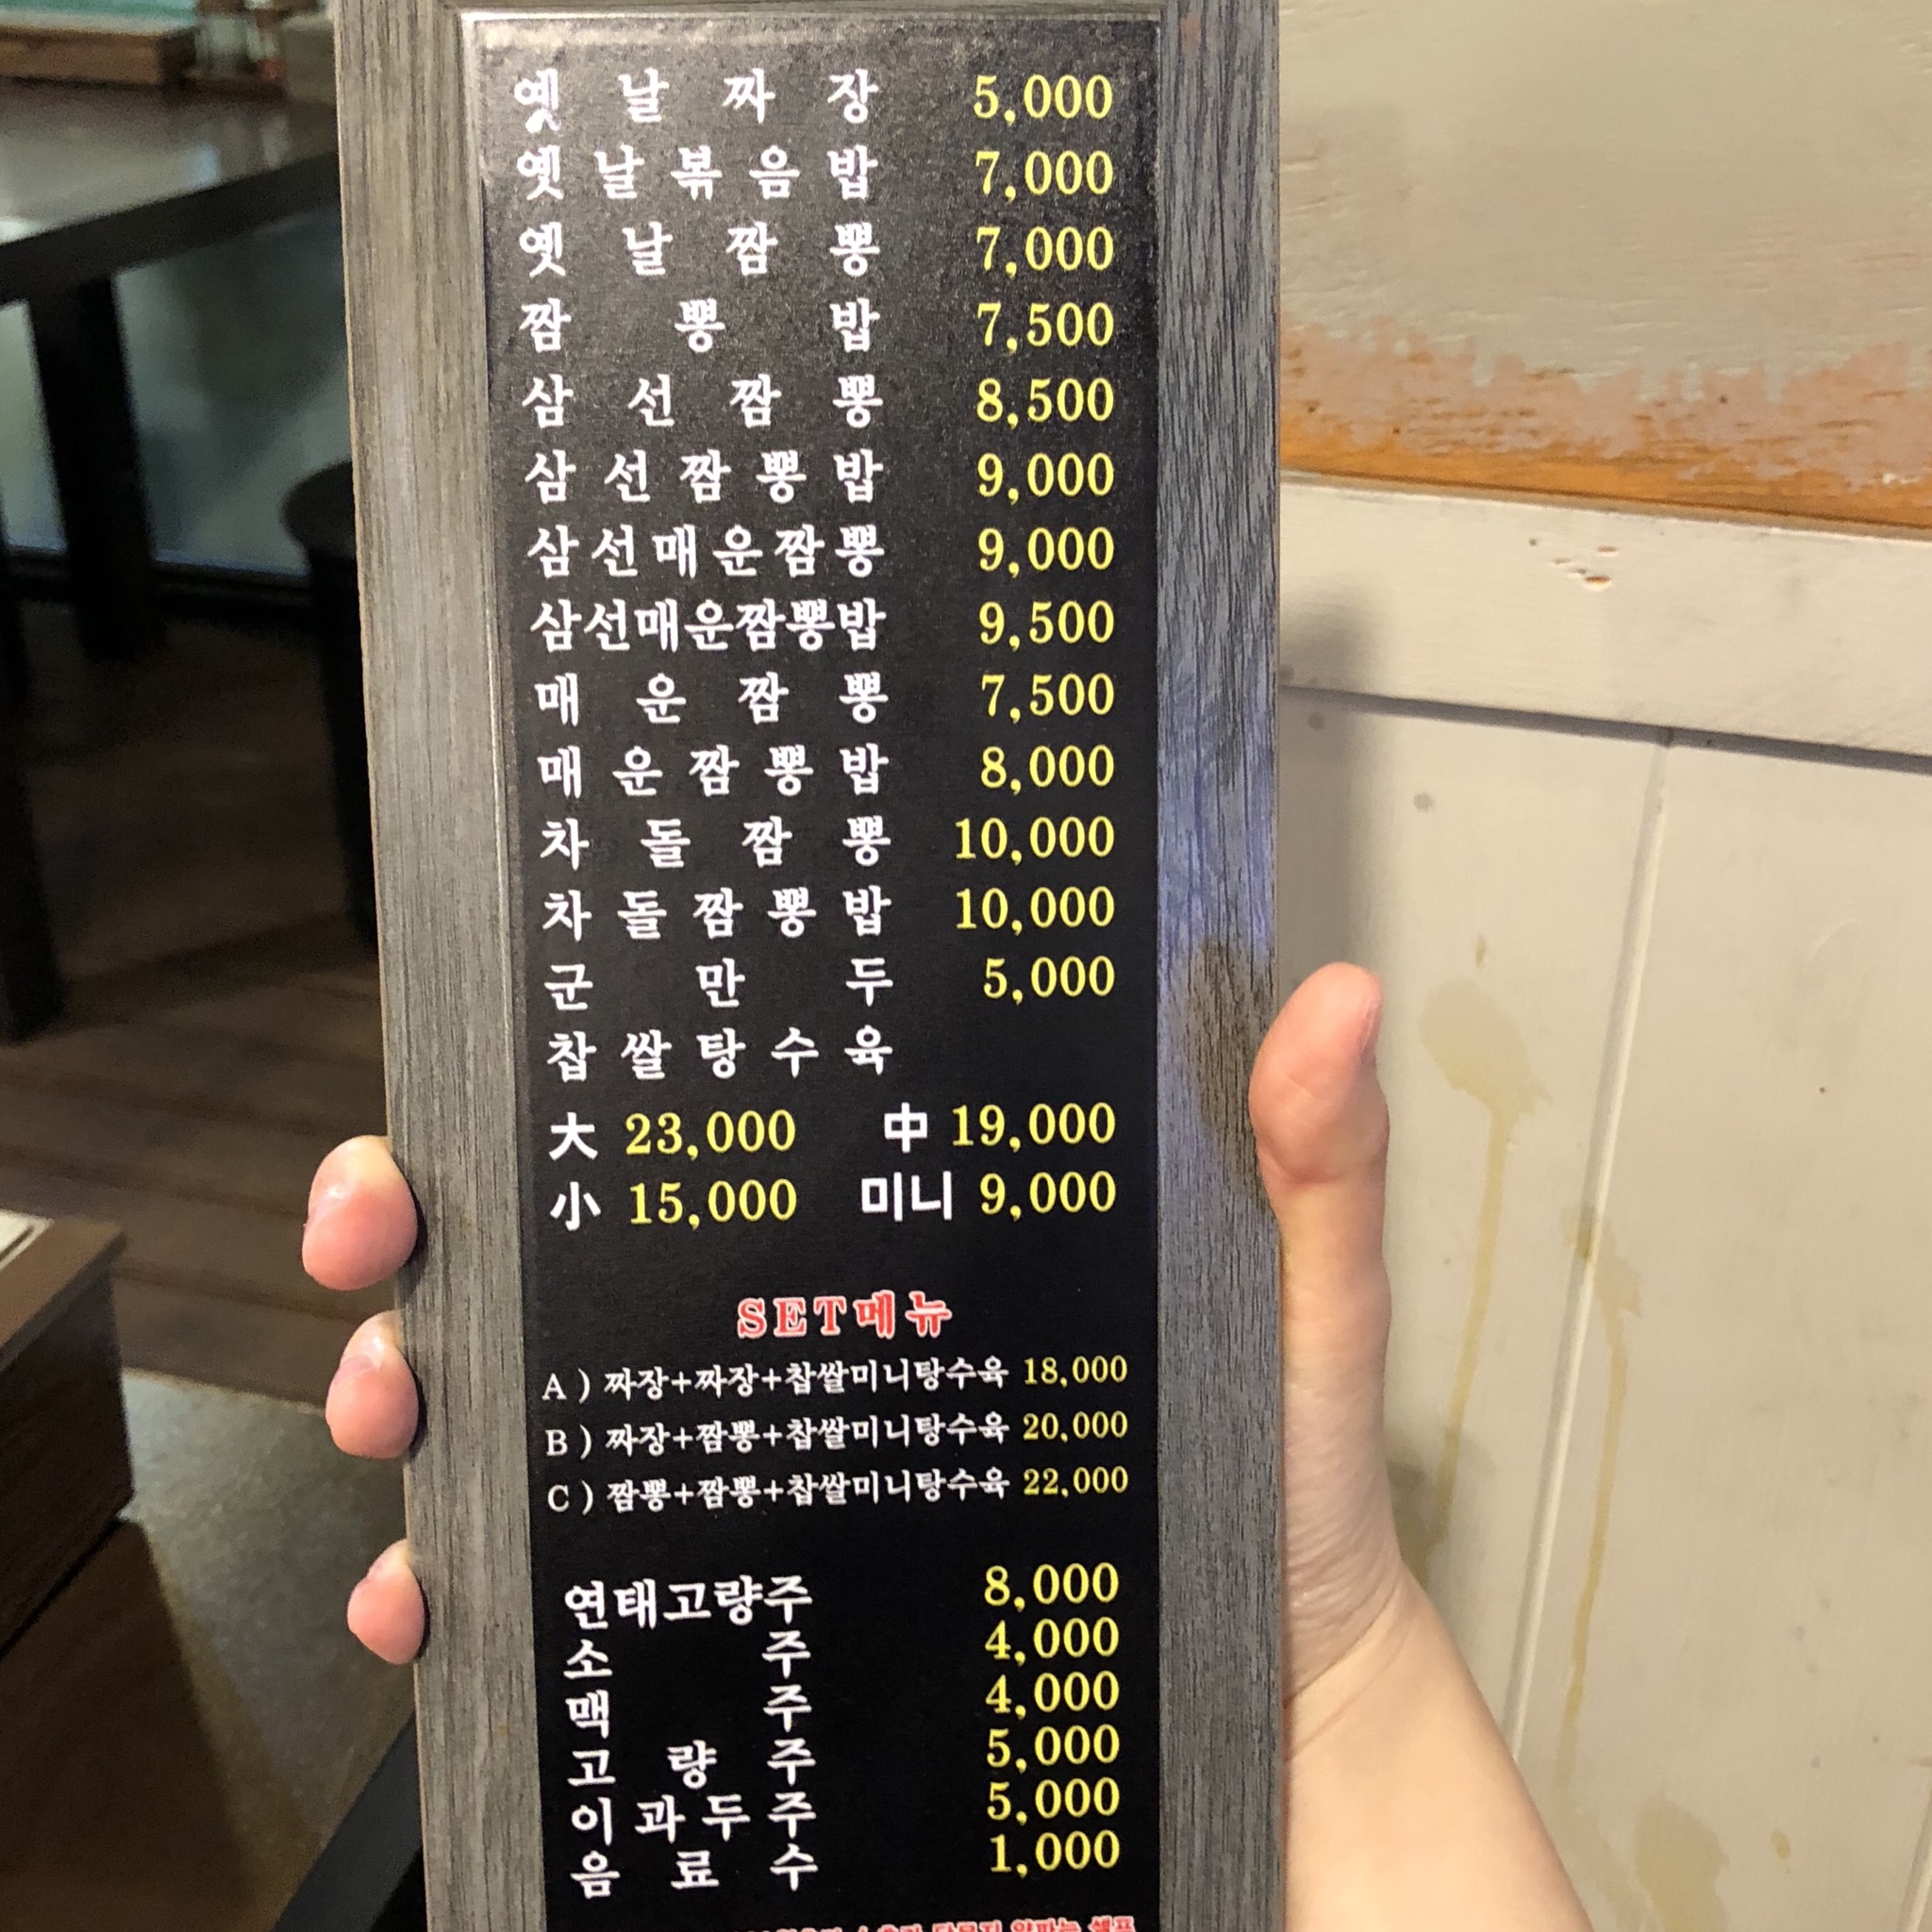 옛날짜장 5,000
옛날볶음밥 7,000
옛날짬뽕 7,000
짬뽕밥 7,500
삼선짬뽕 8,500
삼선짬뽕밥 9,000
삼선매운짬뽕 9,000
삼선매운짬뽕밥 9,500
매운짬뽕 7,500
매운짬뽕밥 8,000
차돌짬뽕 10,000
차돌짬뽕밥 10,000
군만두 5,000
찹쌀탕수육
大 23,000 中 19,000
小 15,000 미니 9,000
SET메뉴
A ) 짜장+짜장+찹쌀미니탕수육 18,000
B ) 짜장+짬뽕+찹쌀미니탕수육 20,000
C ) 짬뽕+짬뽕+찹쌀미니탕수육 22,000
연태고량주 8,000
소주 4,000
맥주 4,000
고량주 5,000
이과두주 5,000
음료수 1,000